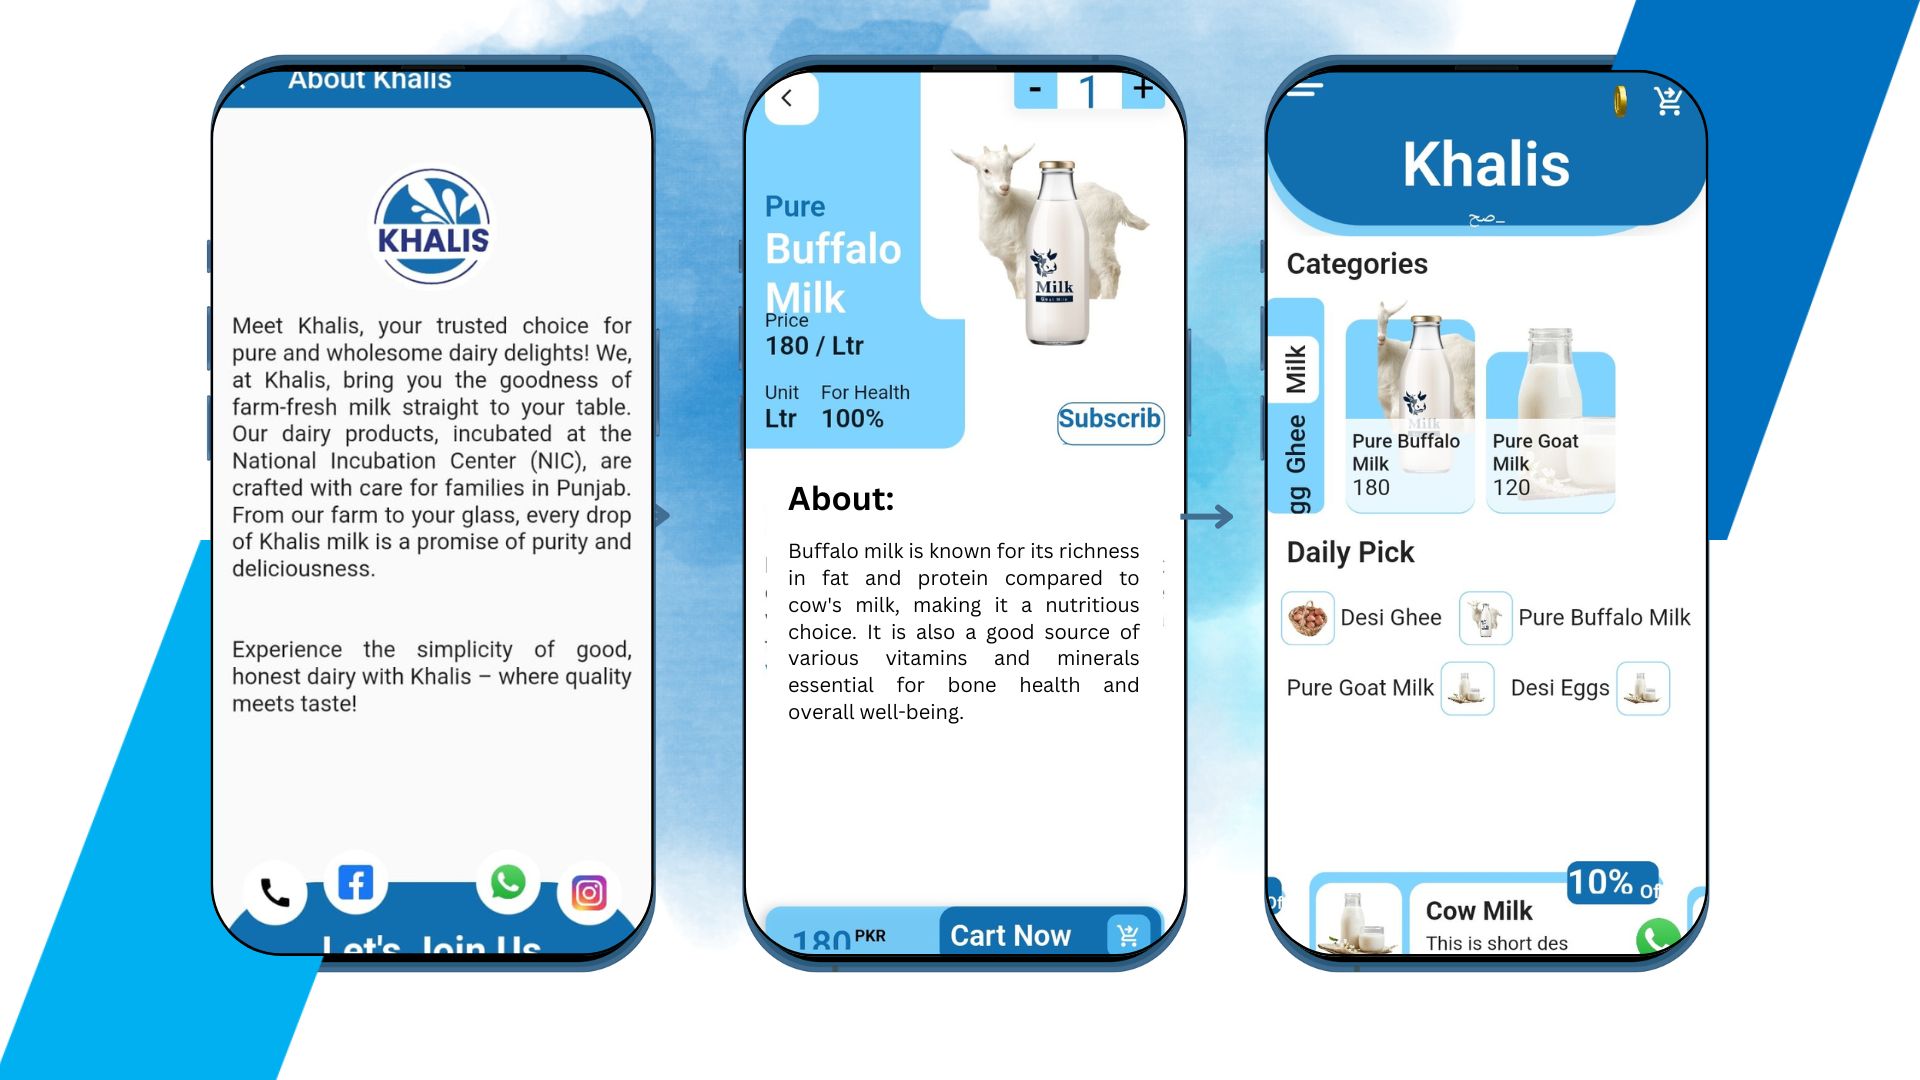 About Khalis
KHALIS
Meet Khalis, your trusted choice for
pure and wholesome dairy delights! We,
at Khalis, bring you the goodness of
farm-fresh milk straight to your table.
Our dairy products, incubated at the
National Incubation Center (NIC), are
crafted with care for families in Punjab.
From our farm to your glass, every drop
of Khalis milk is a promise of purity and
deliciousness.
Experience the simplicity of good,
honest dairy with Khalis – where quality
meets taste!
Let's Join Us
- 1 +
Pure
Buffalo
Milk
Price
180 / Ltr
Unit For Health
Ltr 100%
Milk
Goat Milk
Subscrib
About:
Buffalo milk is known for its richness
in fat and protein compared to
cow's milk, making it a nutritious
choice. It is also a good source of
various vitamins and minerals
essential for bone health and
overall well-being.
180 PKR
Cart Now
Khalis
Categories
Milk
Ghee
gg
Milk
Pure Buffalo
Milk
180
Pure Goat
Milk
120
Daily Pick
Desi Ghee
Pure Buffalo Milk
Pure Goat Milk
Desi Eggs
10% Off
Cow Milk
This is short des